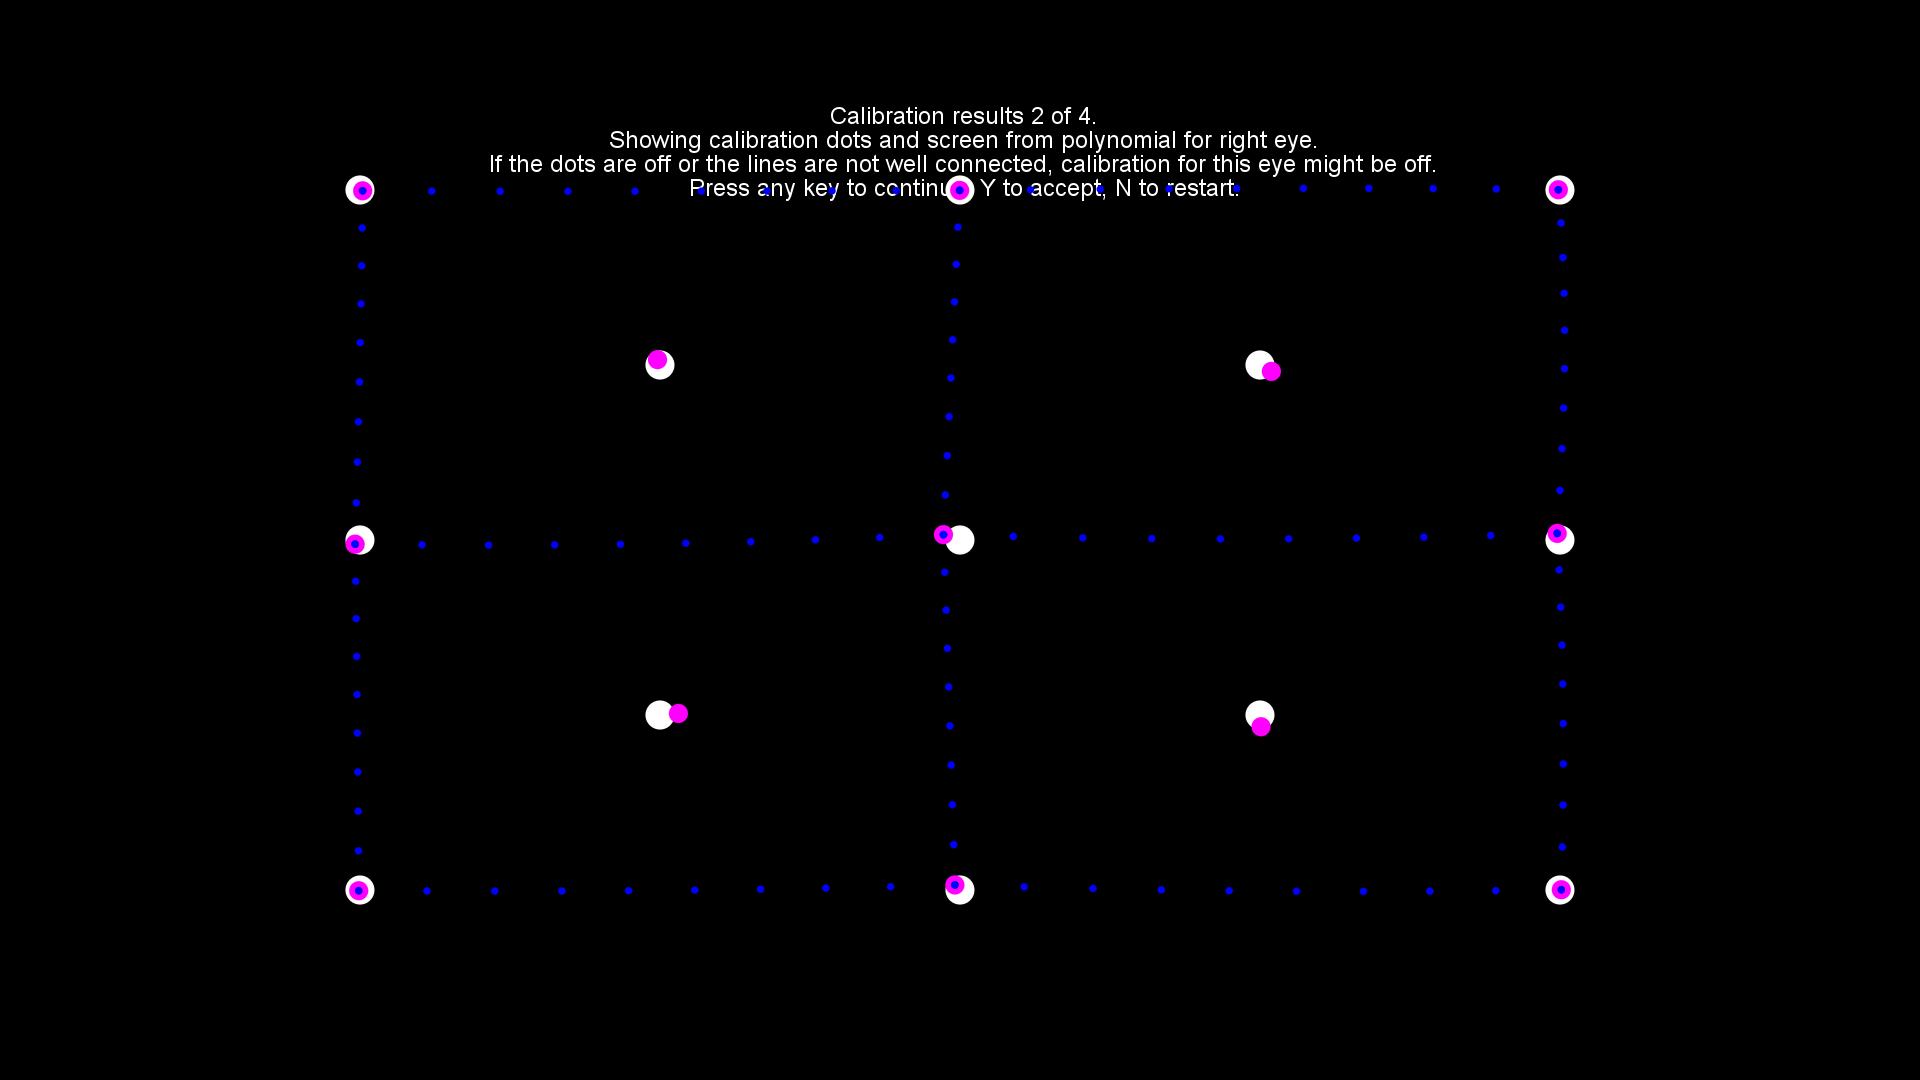 Calibration results 2 of 4.
Showing calibration dots and screen from polynomial for right eye.
If the dots are off or the lines are not well connected, calibration for this eye might be off.
Press any key to continue, Y to accept, N to restart.